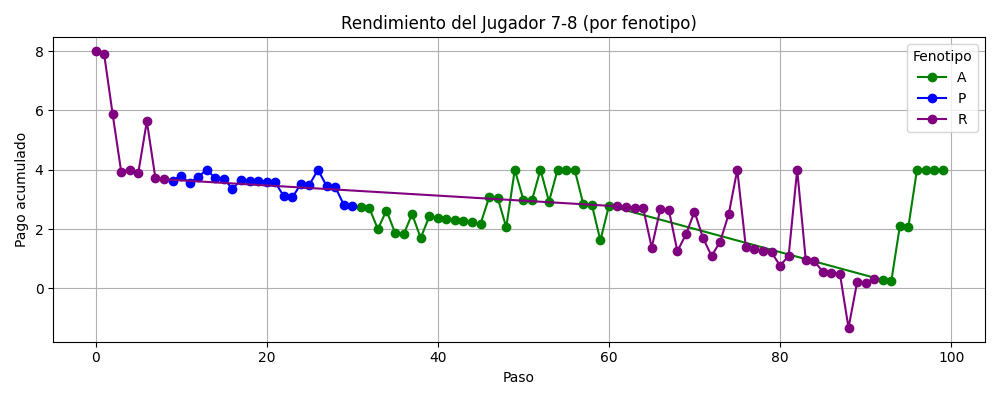 Rendimiento del Jugador 7-8 (por fenotipo)
Pago acumulado
8
6
4
2
0
Fenotipo
A
P
R
0 20 40 60 80 100
Paso